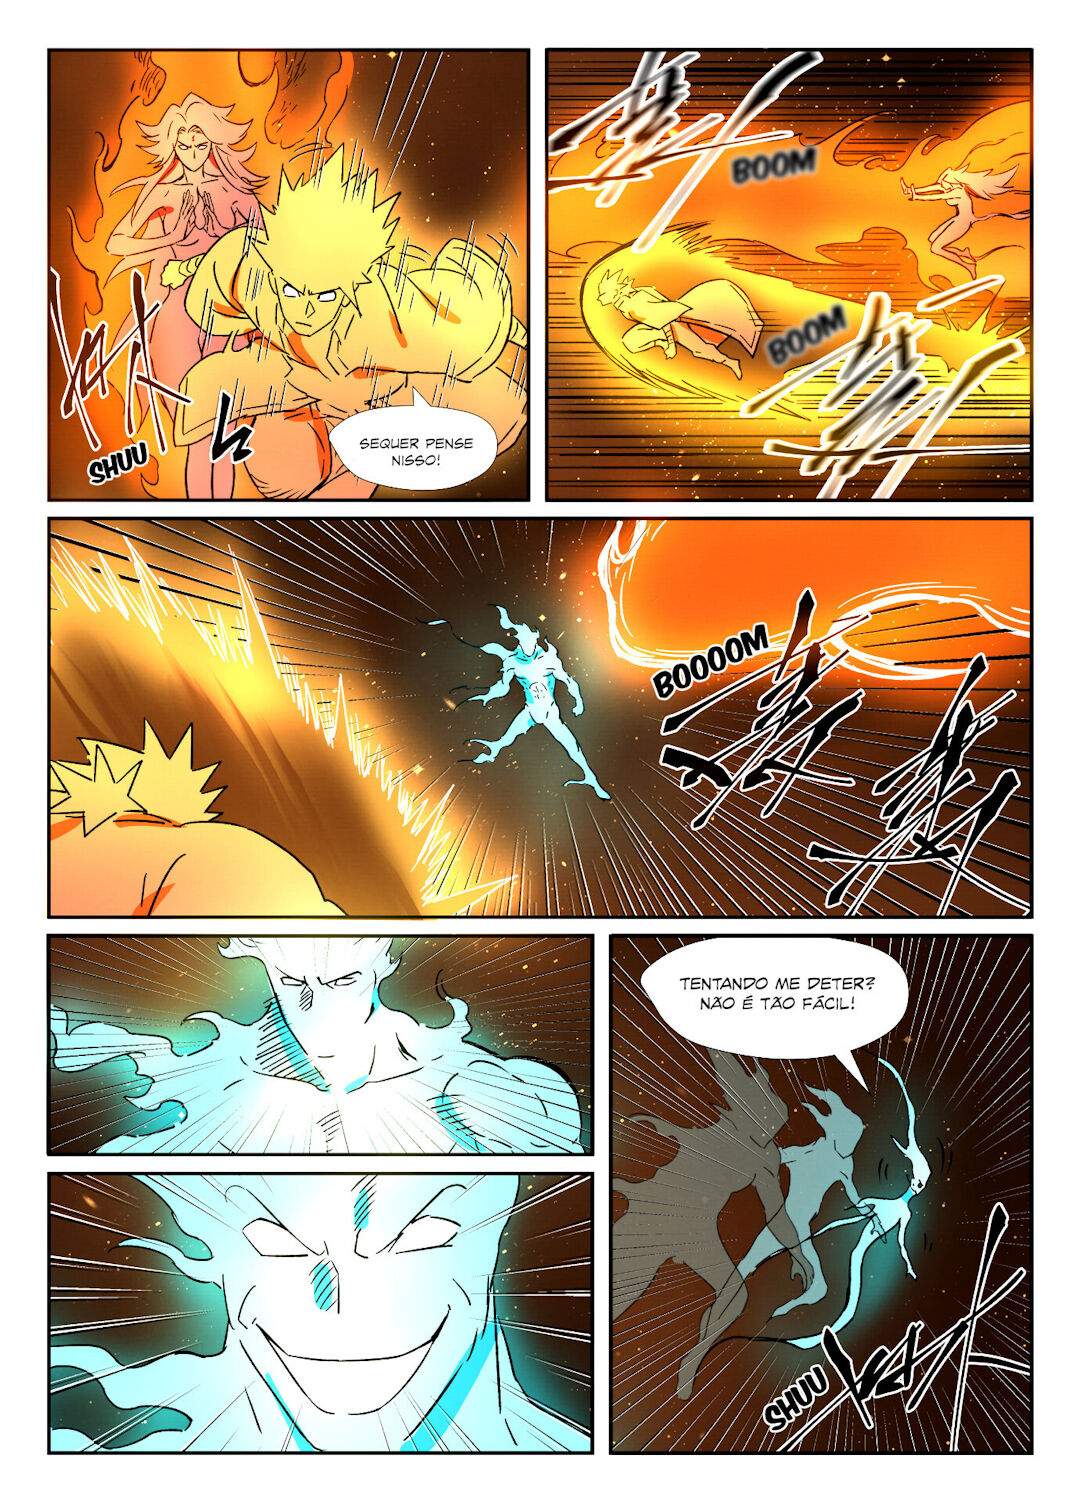 SHUU
SEQUER PENSE
NISSO!
BOOM
BOOM
BOOOOM
TENTANDO ME DETER?
NÃO É TÃO FÁCIL!
SHUU